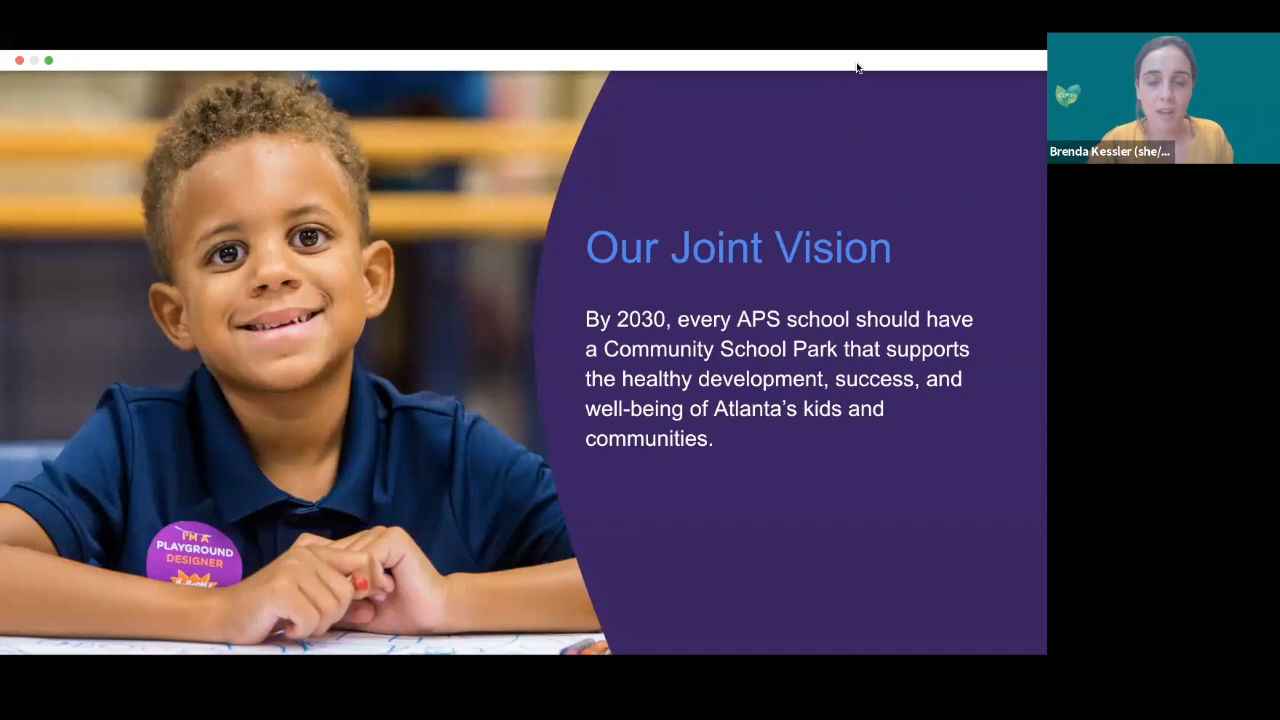 Our Joint Vision
By 2030, every APS school should have
a Community School Park that supports
the healthy development, success, and
well-being of Atlanta’s kids and
communities.
I'M A
PLAYGROUND
DESIGNER
Brenda Kessler (she/...